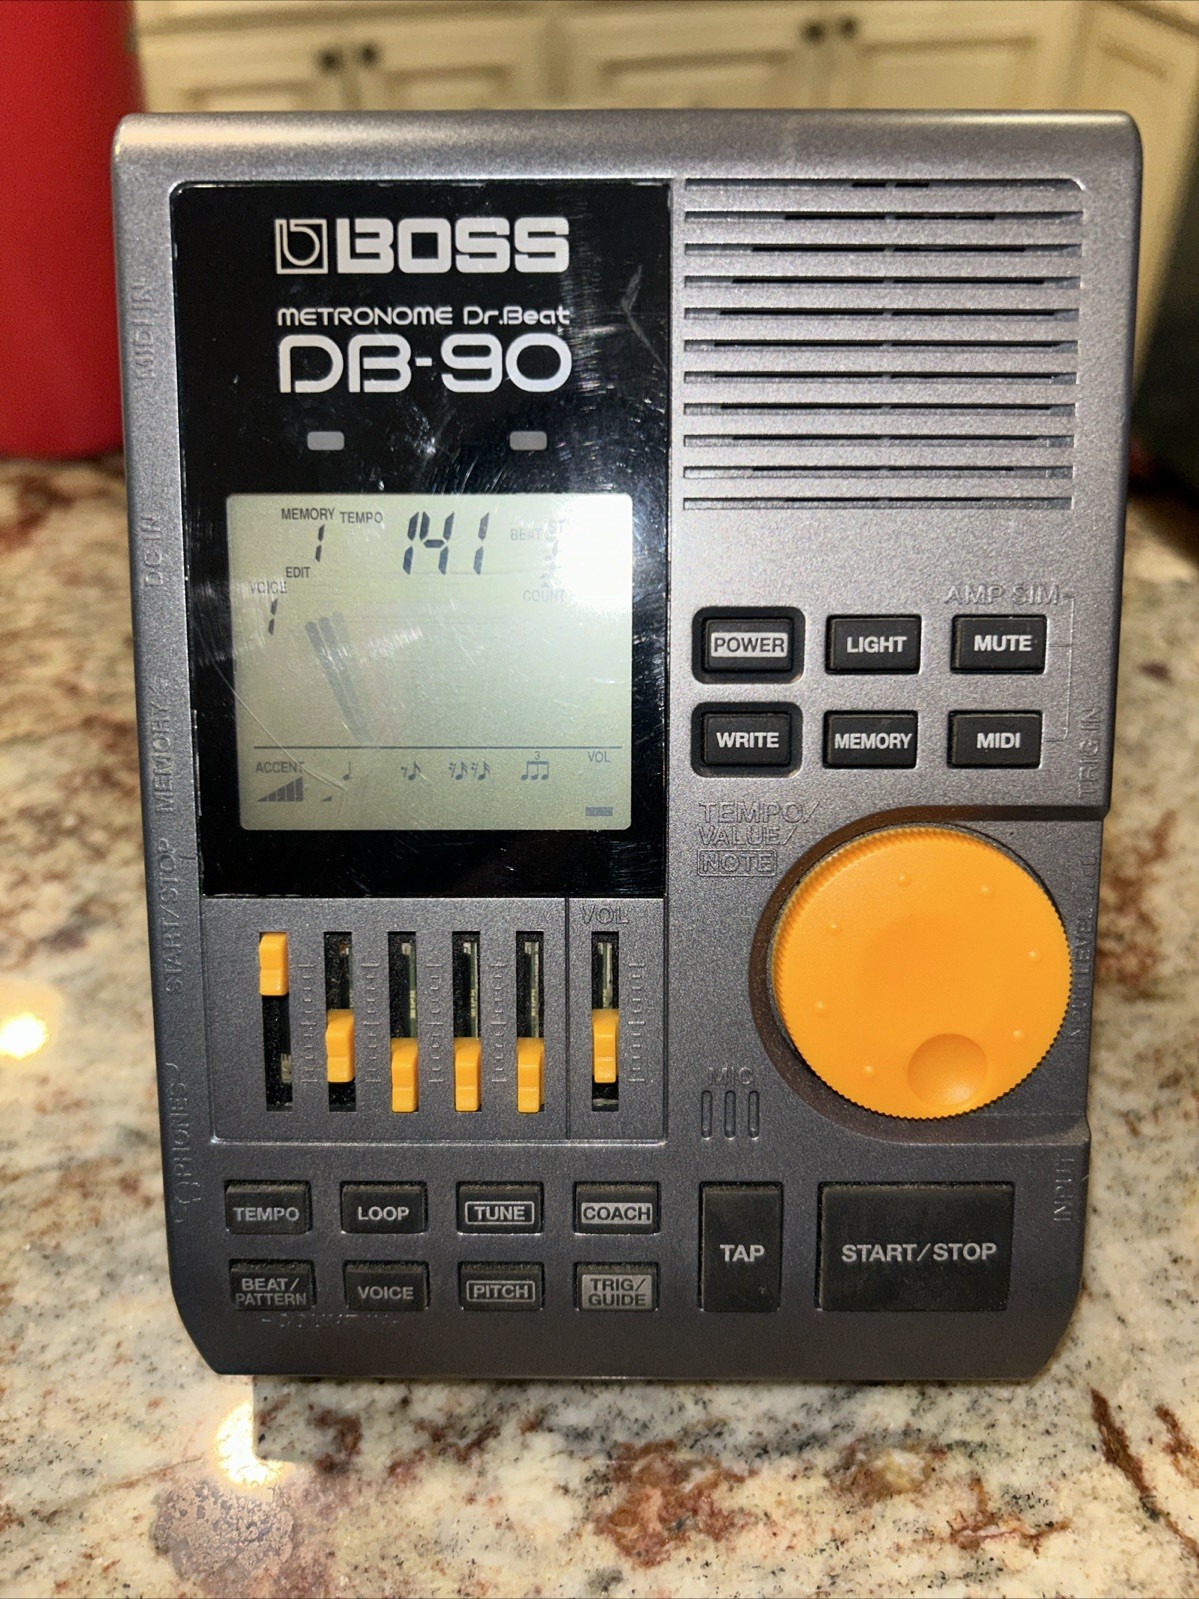 BOSS
METRONOME Dr.Beat
DB-90
MEMORY TEMPO 141 BEAT
1
EDIT
VOICE
COUNT
1
ACCENT
3
VOL
VOL
AMP SIM
POWER LIGHT MUTE
WRITE MEMORY MIDI
TEMPO/
VALUE/
NOTE
MIC
TEMPO LOOP TUNE COACH
BEAT/
PATTERN
VOICE PITCH TRIG/
GUIDE
TAP START/STOP
MIDI IN
DC IN
MEMORY
START/STOP
PHONES
TRIG IN
INPUT